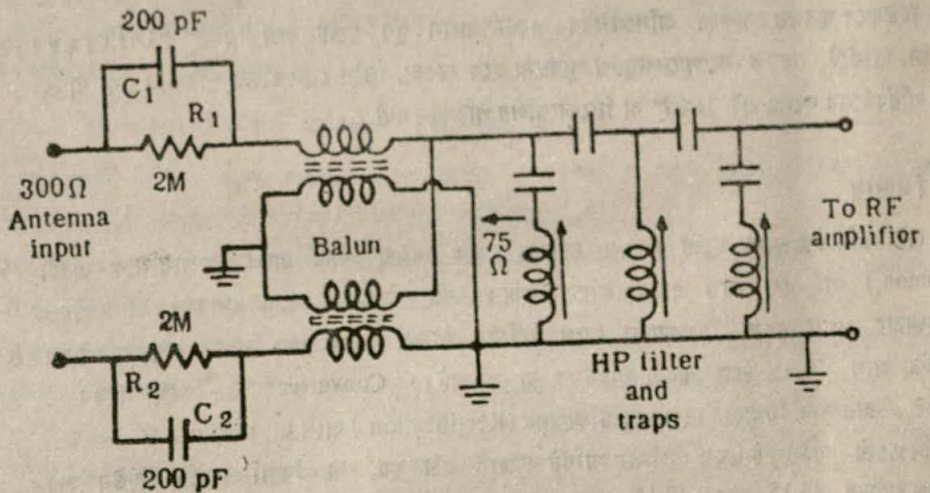 200 pF
C1
R1
2M
300Ω
Antenna
input
Balun
75
Ω
To RF
amplifior
2M
R2
C2
200 pF
HP filter
and
traps